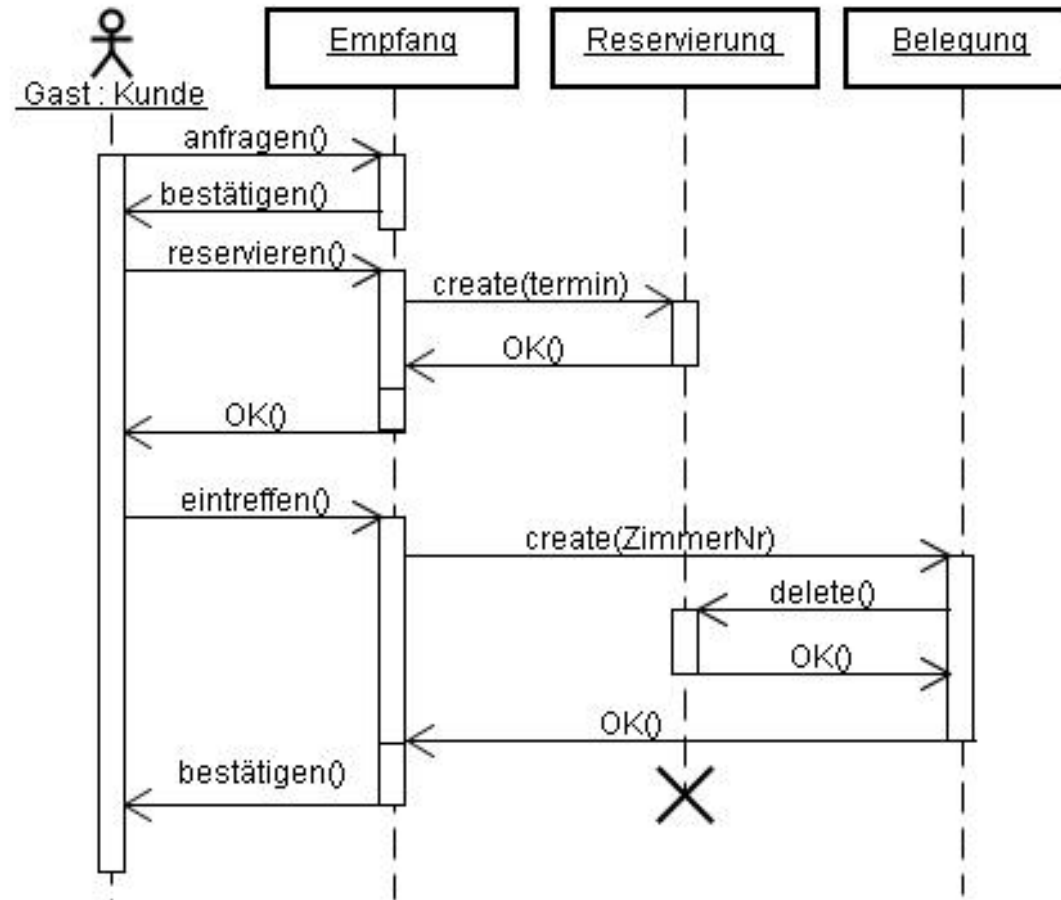 Empfang
Reservierung
Belegung
Gast : Kunde
anfragen()
bestätigen()
reservieren()
create(termin)
OK()
OK()
eintreffen()
create(ZimmerNr)
delete()
OK()
OK()
bestätigen()